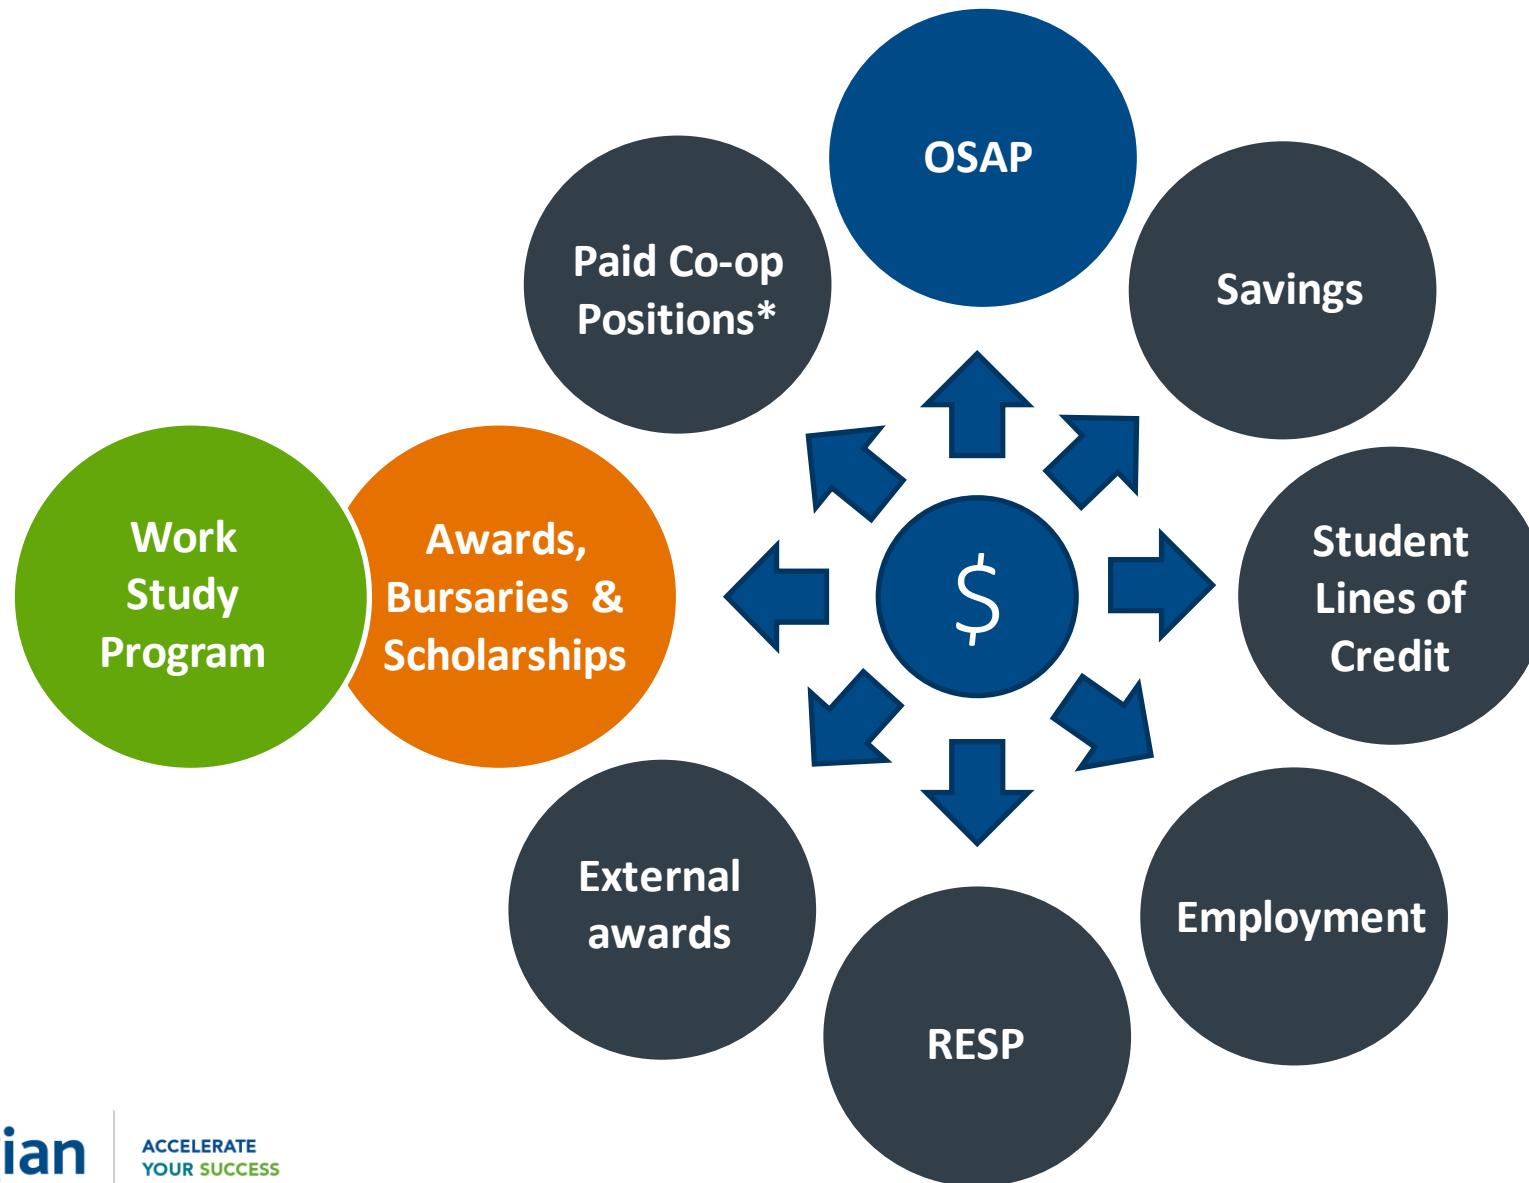 OSAP
Paid Co-op
Positions*
Savings
Work
Study
Program
Awards,
Bursaries &
Scholarships
$
Student
Lines of
Credit
External
awards
Employment
RESP
ian
ACCELERATE
YOUR SUCCESS